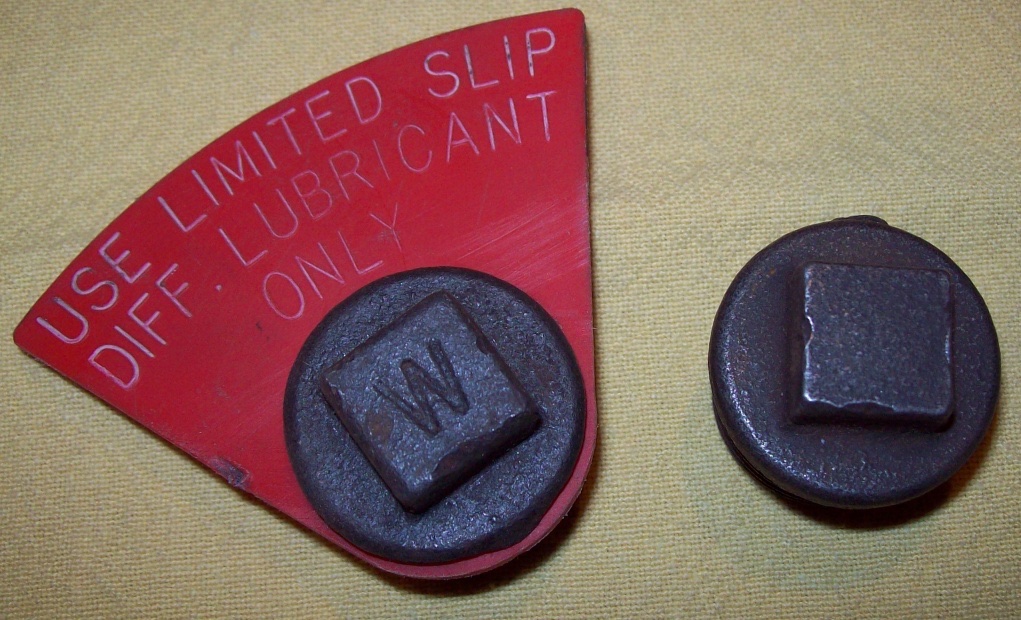 USE LIMITED SLIP
DIFF. LUBRICANT
ONLY
W